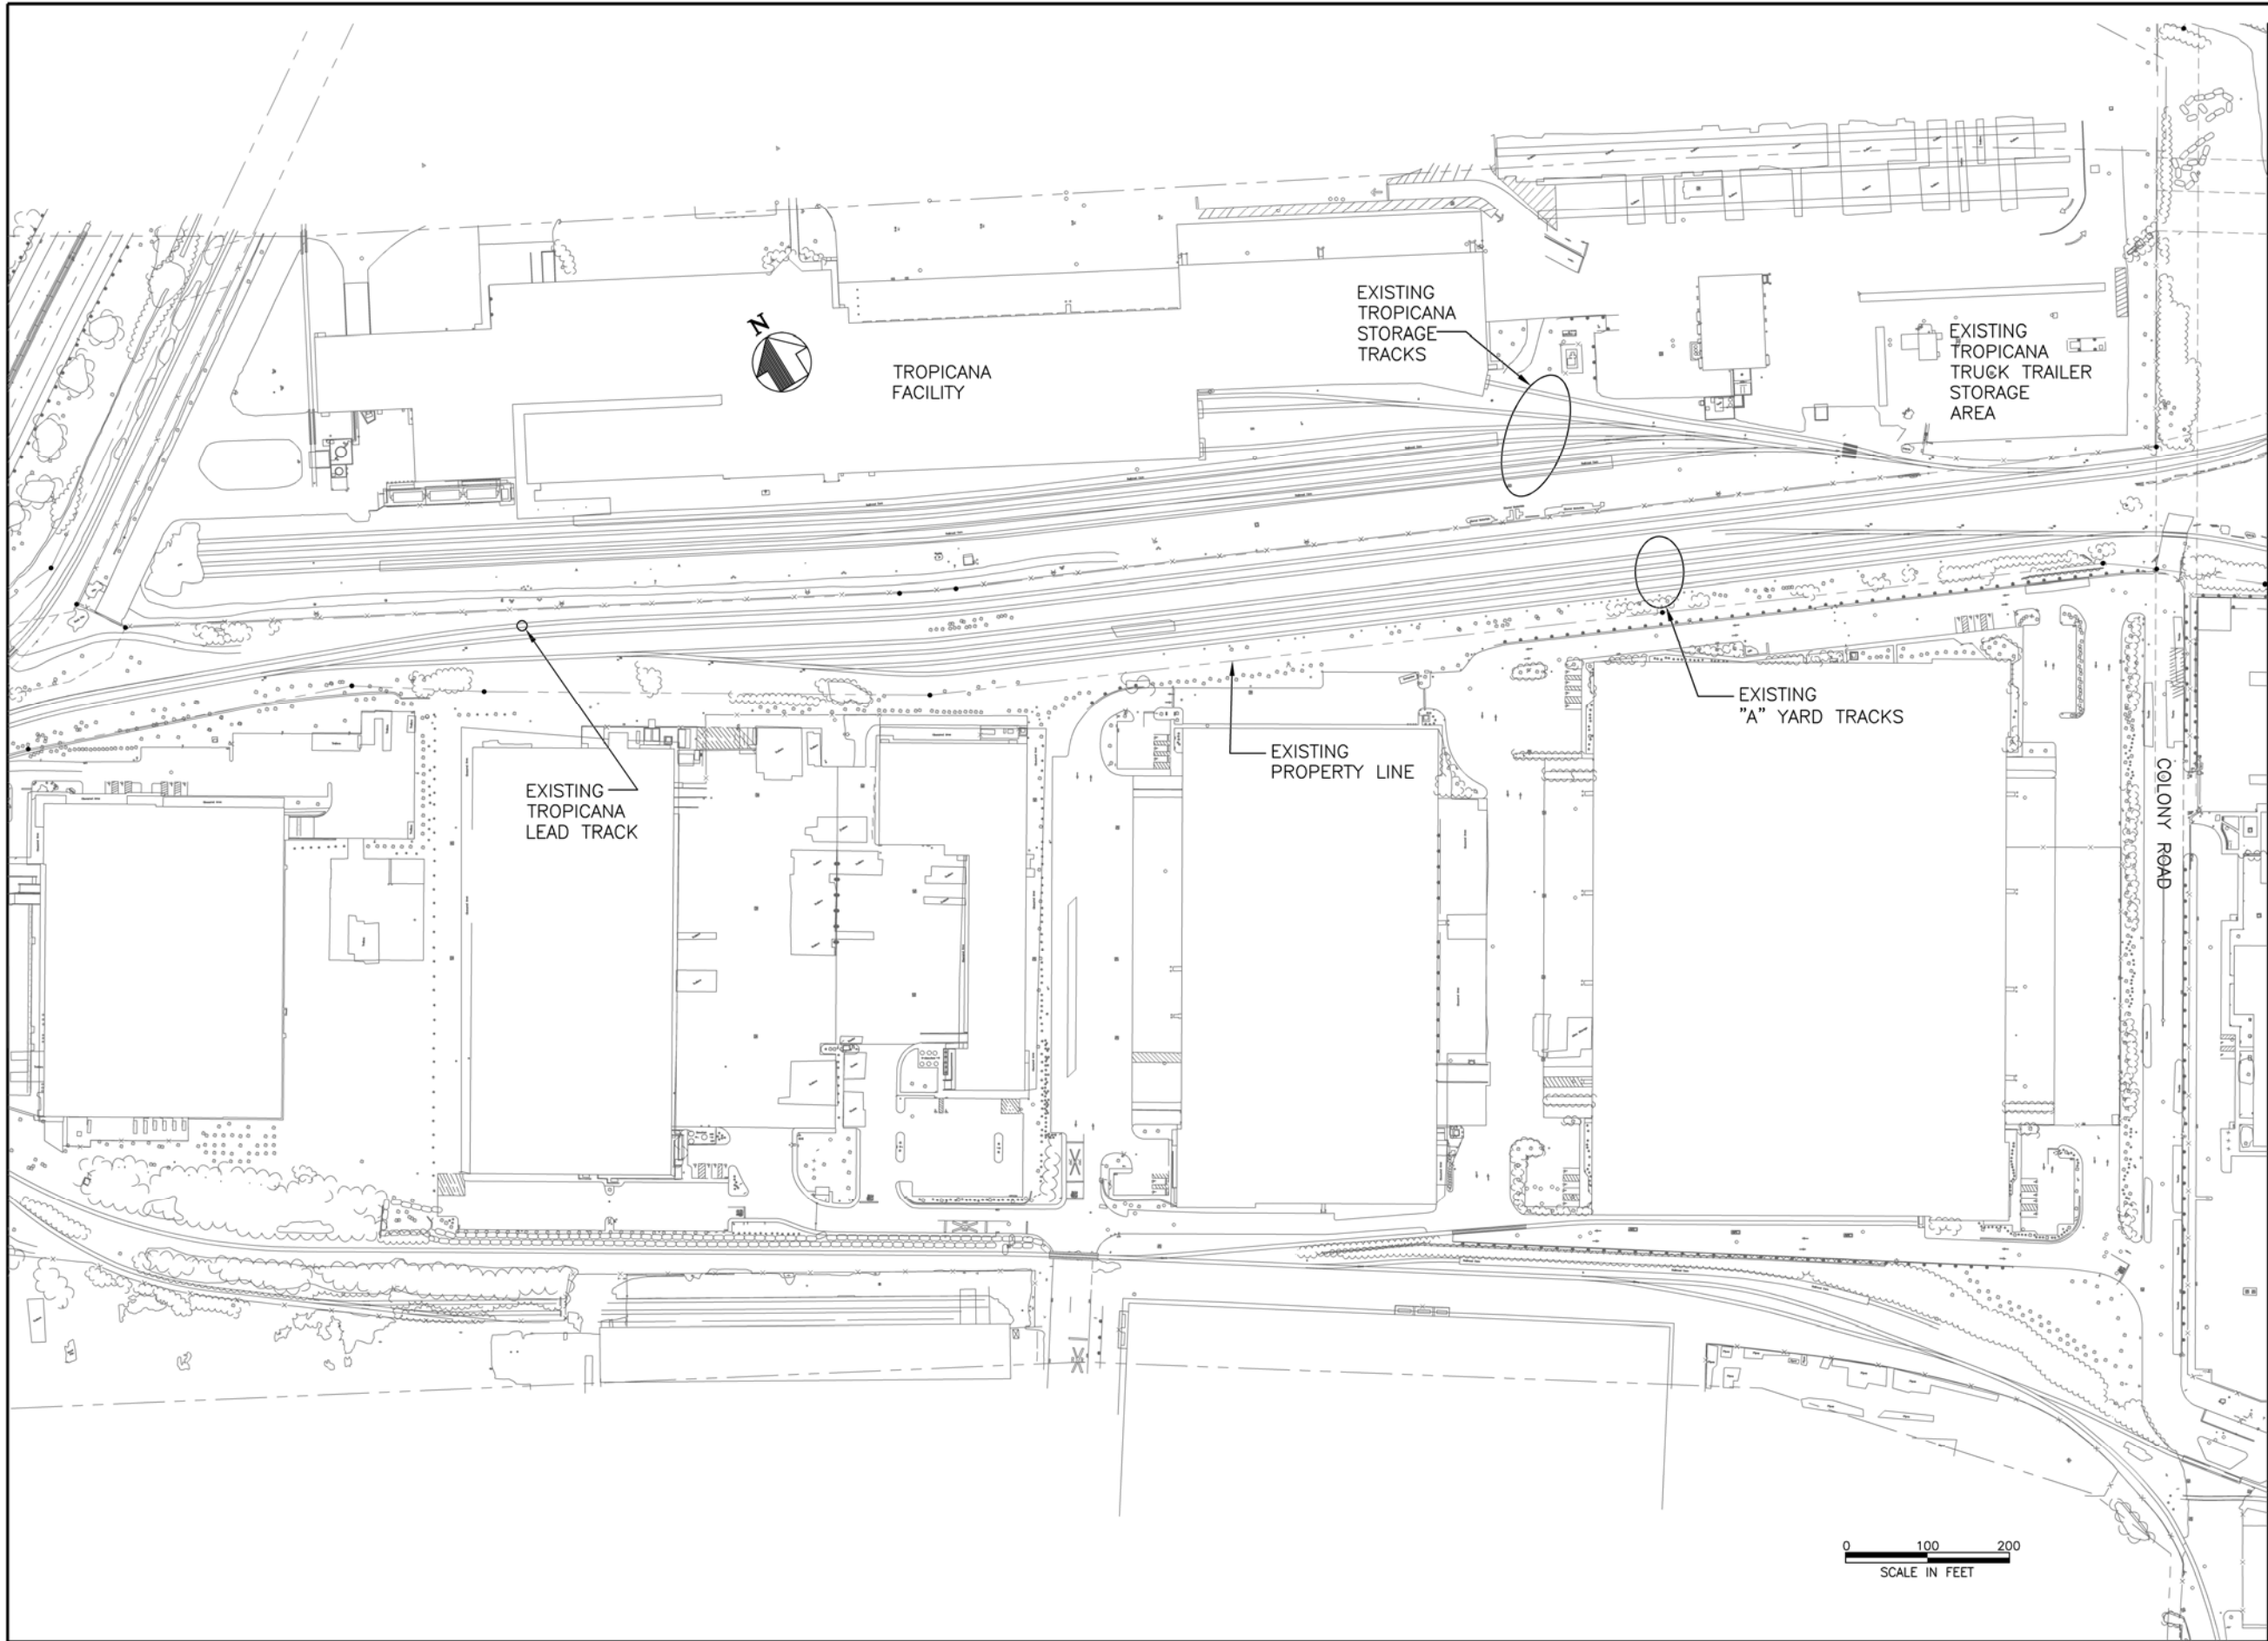 EXISTING
TROPICANA
STORAGE
TRACKS
N
TROPICANA
FACILITY
EXISTING
TROPICANA
TRUCK TRAILER
STORAGE
AREA
EXISTING
"A" YARD TRACKS
EXISTING
PROPERTY LINE
EXISTING
TROPICANA
LEAD TRACK
COLONY ROAD
0 100 200
SCALE IN FEET